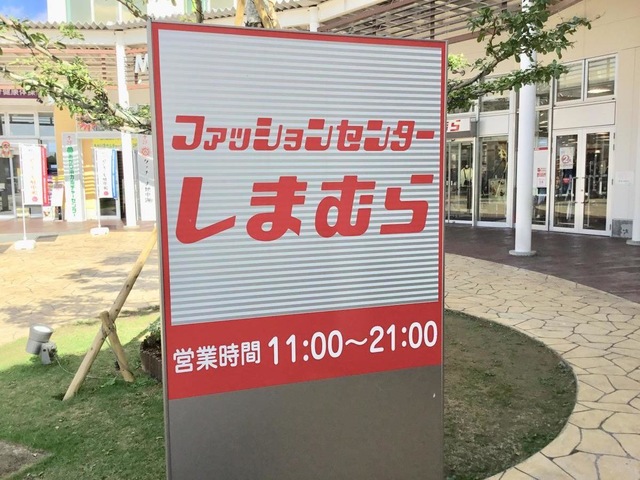 ファッションセンター
しまむら
営業時間 11:00～21:00